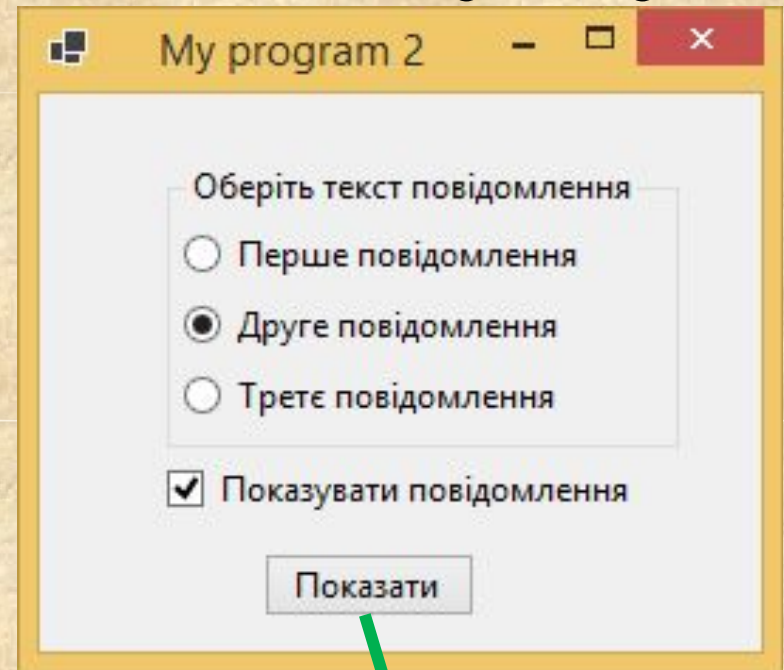 My program 2
Оберіть текст повідомлення
Перше повідомлення
Друге повідомлення
Третє повідомлення
Показувати повідомлення
Показати